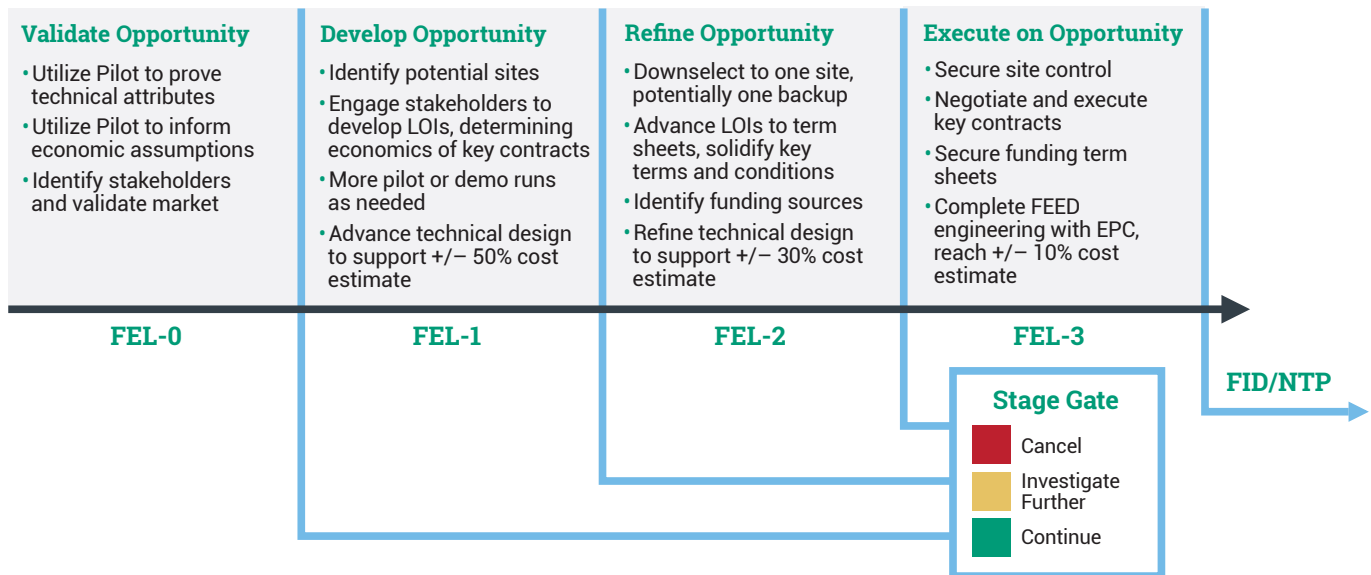 Validate Opportunity
• Utilize Pilot to prove
technical attributes
• Utilize Pilot to inform
economic assumptions
• Identify stakeholders
and validate market
Develop Opportunity
• Identify potential sites
• Engage stakeholders to
develop LOIs, determining
economics of key contracts
• More pilot or demo runs
as needed
• Advance technical design
to support +/– 50% cost
estimate
Refine Opportunity
• Downselect to one site,
potentially one backup
• Advance LOIs to term
sheets, solidify key
terms and conditions
• Identify funding sources
• Refine technical design
to support +/– 30% cost
estimate
Execute on Opportunity
• Secure site control
• Negotiate and execute
key contracts
• Secure funding term
sheets
• Complete FEED
engineering with EPC,
reach +/– 10% cost
estimate
FEL-0
FEL-1
FEL-2
FEL-3
FID/NTP
Stage Gate
Cancel
Investigate
Further
Continue